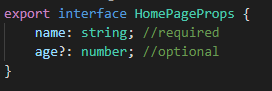 export interface HomePageProps {
    name: string; //required
    age?: number; //optional
}